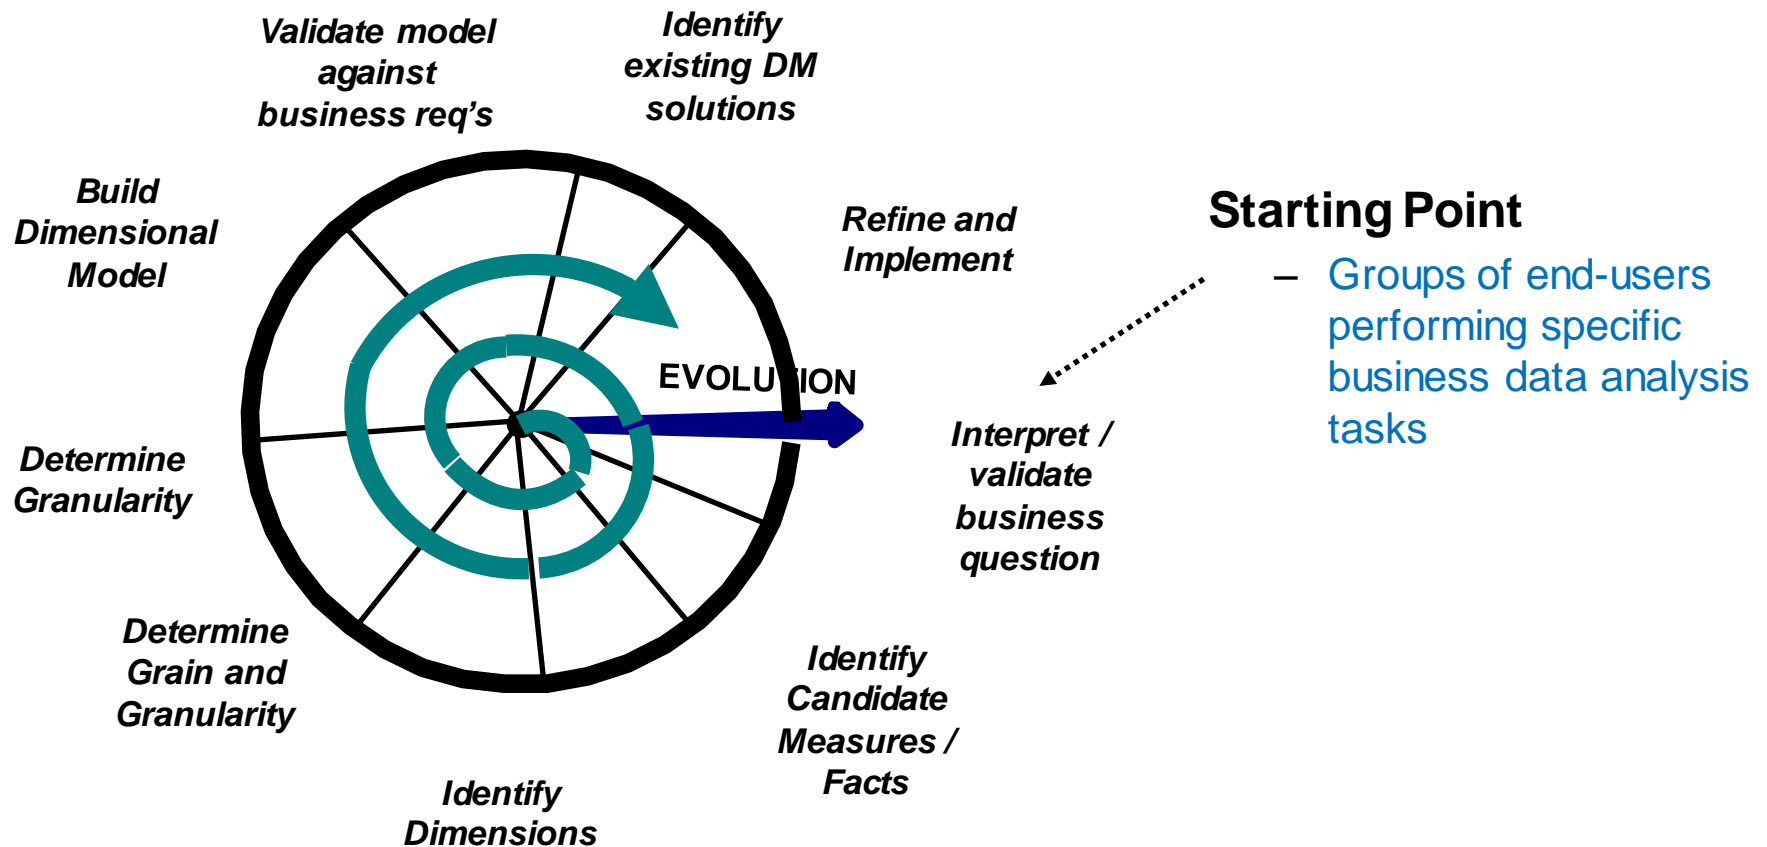 Validate model
against
business req's
Identify
existing DM
solutions
Build
Dimensional
Model
Refine and
Implement
Starting Point
– Groups of end-users
performing specific
business data analysis
tasks
EVOLUTION
Interpret /
validate
business
question
Determine
Granularity
Determine
Grain and
Granularity
Identify
Candidate
Measures /
Facts
Identify
Dimensions